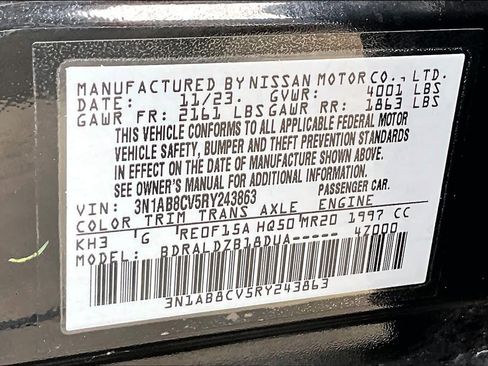 MANUFACTURED BY NISSAN MOTOR CO., LTD.
DATE: 11/23. GVWR: 4001 LBS
GAWR FR: 2161 LBS GAWR RR: 1863 LBS
THIS VEHICLE CONFORMS TO ALL APPLICABLE FEDERAL MOTOR
VEHICLE SAFETY, BUMPER AND THEFT PREVENTION STANDARDS
IN EFFECT ON THE DATE OF MANUFACTURE SHOWN ABOVE.
SEE OWNER'S MANUAL FOR ADDITIONAL INFORMATION.
VIN: 3N1AB8CV5RY243863 PASSENGER CAR.
COLOR TRIM TRANS AXLE ENGINE
KH3 G RE0F15A HQ50 MR20 1997 CC
MODEL: BDRALDZB18DUA----- 47000
3N1AB8CV5RY243863